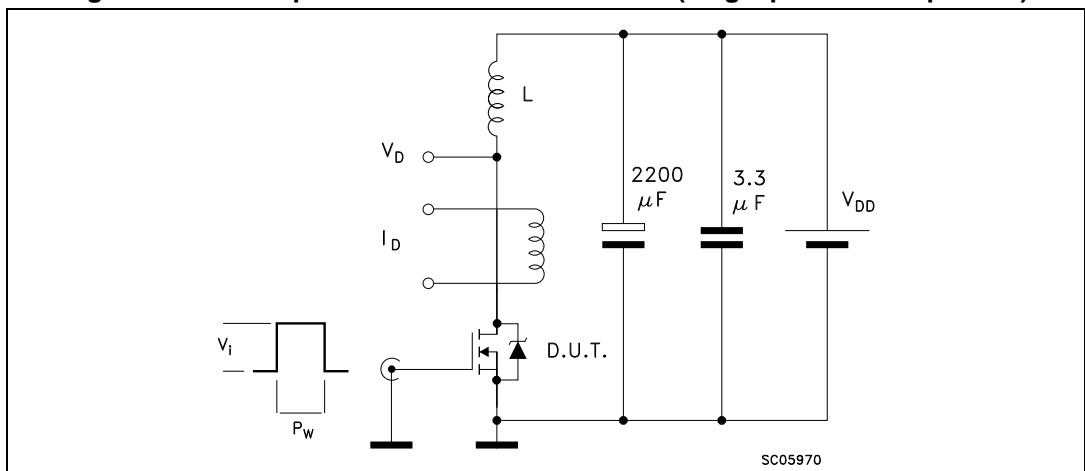 L
V_D
2200
μF
3.3
μF
V_DD
I_D
V_i
D.U.T.
P_W
SC05970